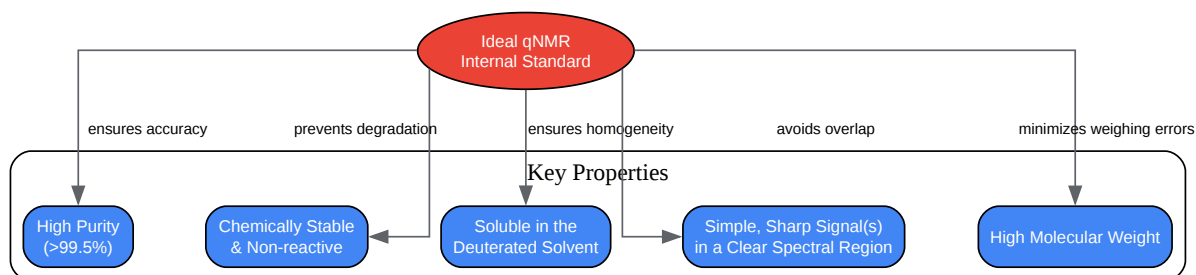 Ideal qNMR
Internal Standard
ensures accuracy
prevents degradation
ensures homogeneity
avoids overlap
minimizes weighing errors
Key Properties
High Purity
(>99.5%)
Chemically Stable
& Non-reactive
Soluble in the
Deuterated Solvent
Simple, Sharp Signal(s)
in a Clear Spectral Region
High Molecular Weight